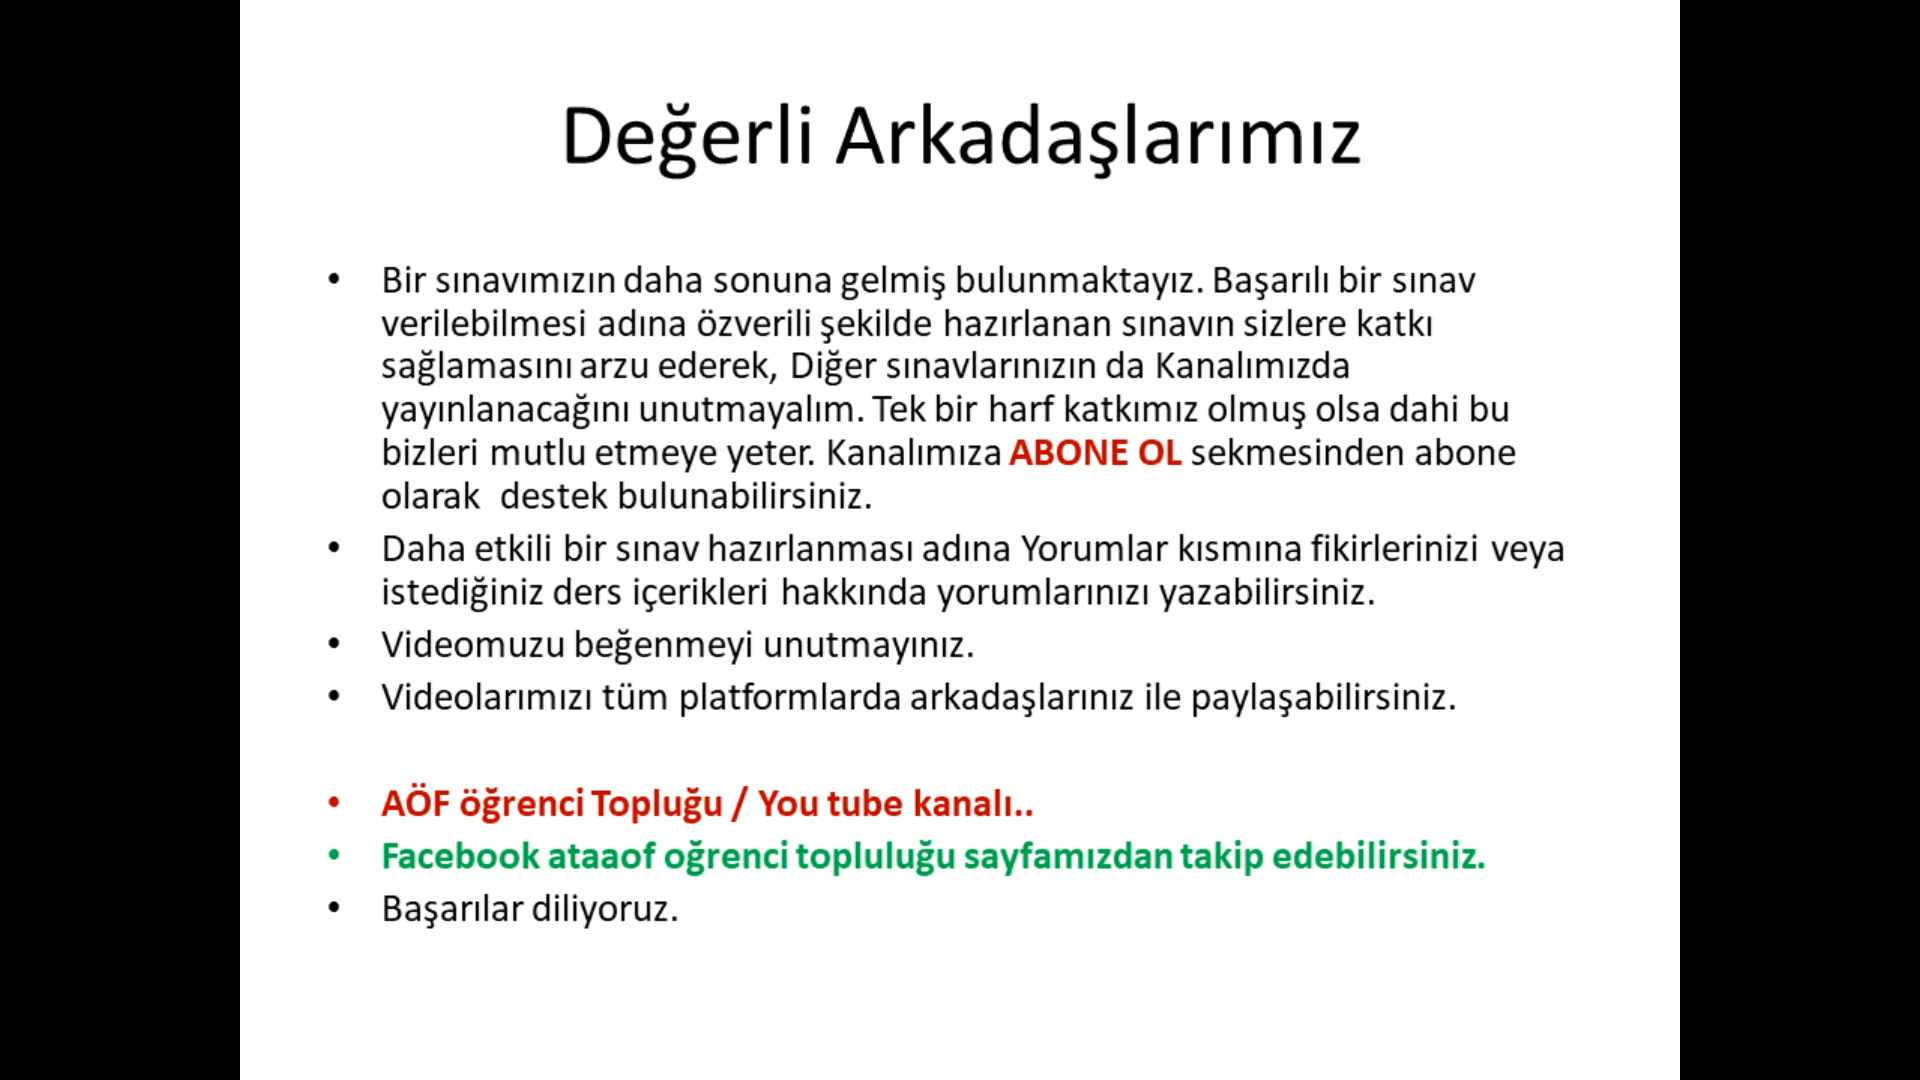 Değerli Arkadaşlarımız
• Bir sınavımızın daha sonuna gelmiş bulunmaktayız. Başarılı bir sınav
verilebilmesi adına özverili şekilde hazırlanan sınavın sizlere katkı
sağlamasını arzu ederek, Diğer sınavlarınızın da Kanalımızda
yayınlanacağını unutmayalım. Tek bir harf katkımız olmuş olsa dahi bu
bizleri mutlu etmeye yeter. Kanalımıza ABONE OL sekmesinden abone
olarak destek bulunabilirsiniz.
• Daha etkili bir sınav hazırlanması adına Yorumlar kısmına fikirlerinizi veya
istediğiniz ders içerikleri hakkında yorumlarınızı yazabilirsiniz.
• Videomuzu beğenmeyi unutmayınız.
• Videolarımızı tüm platformlarda arkadaşlarınız ile paylaşabilirsiniz.
• AÖF öğrenci Topluğu / You tube kanalı..
• Facebook ataaof oğrenci topluluğu sayfamızdan takip edebilirsiniz.
• Başarılar diliyoruz.